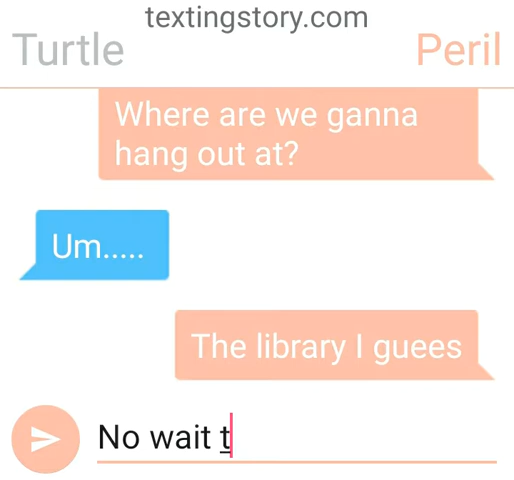 textingstory.com
Turtle
Peril
Where are we ganna
hang out at?
Um.....
The library I guees
No wait t